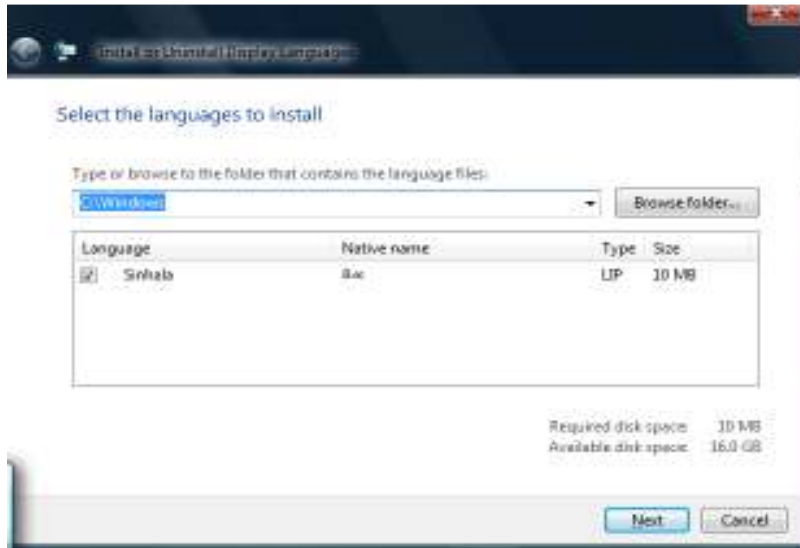 Install or Uninstall Display Languages
Select the languages to install
Type or browse to the folder that contains the language files:
C:\Windows
Browse folder...
Language Native name Type Size
Sinhala LIP 10 MB
Required disk space: 10 MB
Available disk space: 16.0 GB
Next Cancel